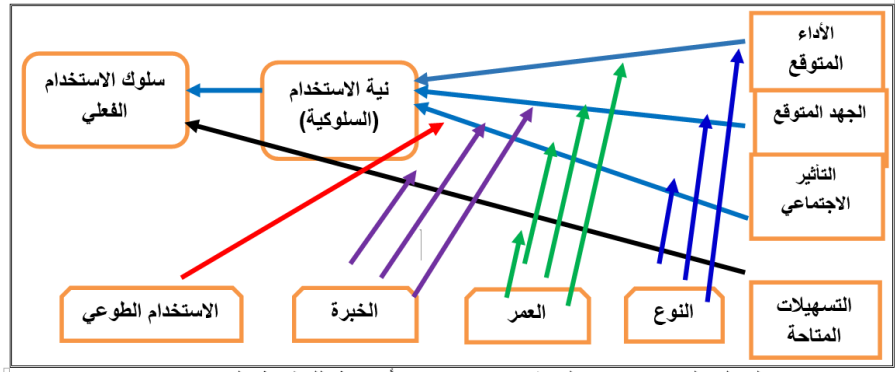 الأداء
المتوقع
الجهد المتوقع
التأثير
الاجتماعي
التسهيلات
المتاحة
نية الاستخدام
(السلوكية)
سلوك الاستخدام
الفعلي
النوع
العمر
الخبرة
الاستخدام الطوعي